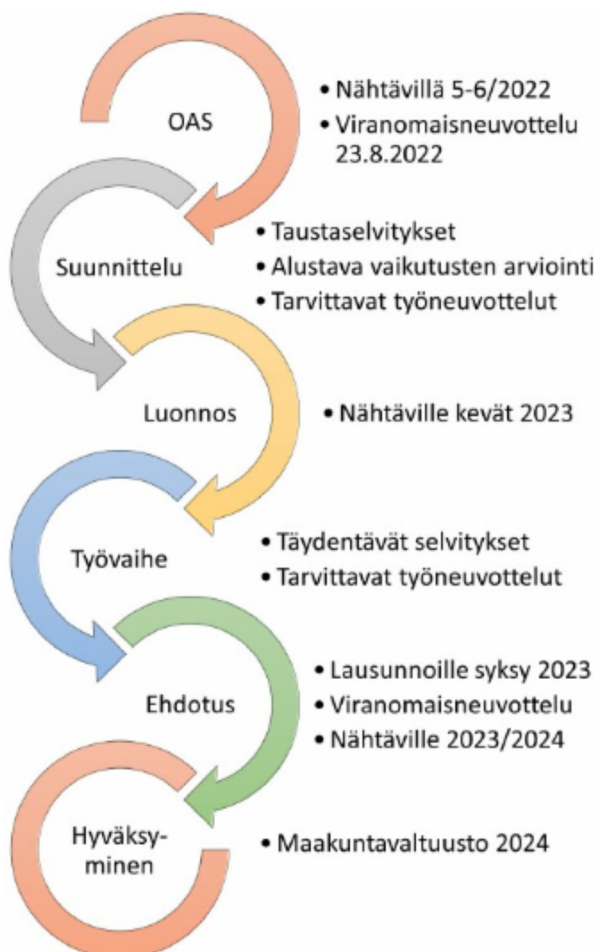 OAS
• Nähtävillä 5-6/2022
• Viranomaisneuvottelu
23.8.2022
Suunnittelu
• Taustaselvitykset
• Alustava vaikutusten arviointi
• Tarvittavat työneuvottelut
Luonnos
• Nähtäville kevät 2023
Työvaihe
• Täydentävät selvitykset
• Tarvittavat työneuvottelut
Ehdotus
• Lausunnoille syksy 2023
• Viranomaisneuvottelu
• Nähtäville 2023/2024
Hyväksy-
minen
• Maakuntavaltuusto 2024